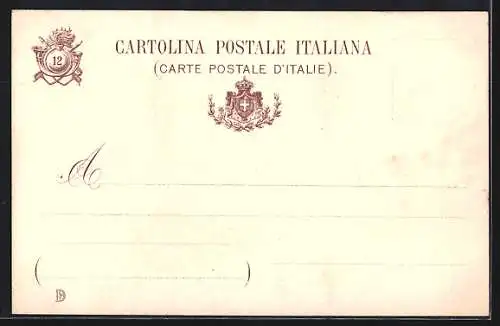 12
CARTOLINA POSTALE ITALIANA
(CARTE POSTALE D'ITALIE).
A
( )